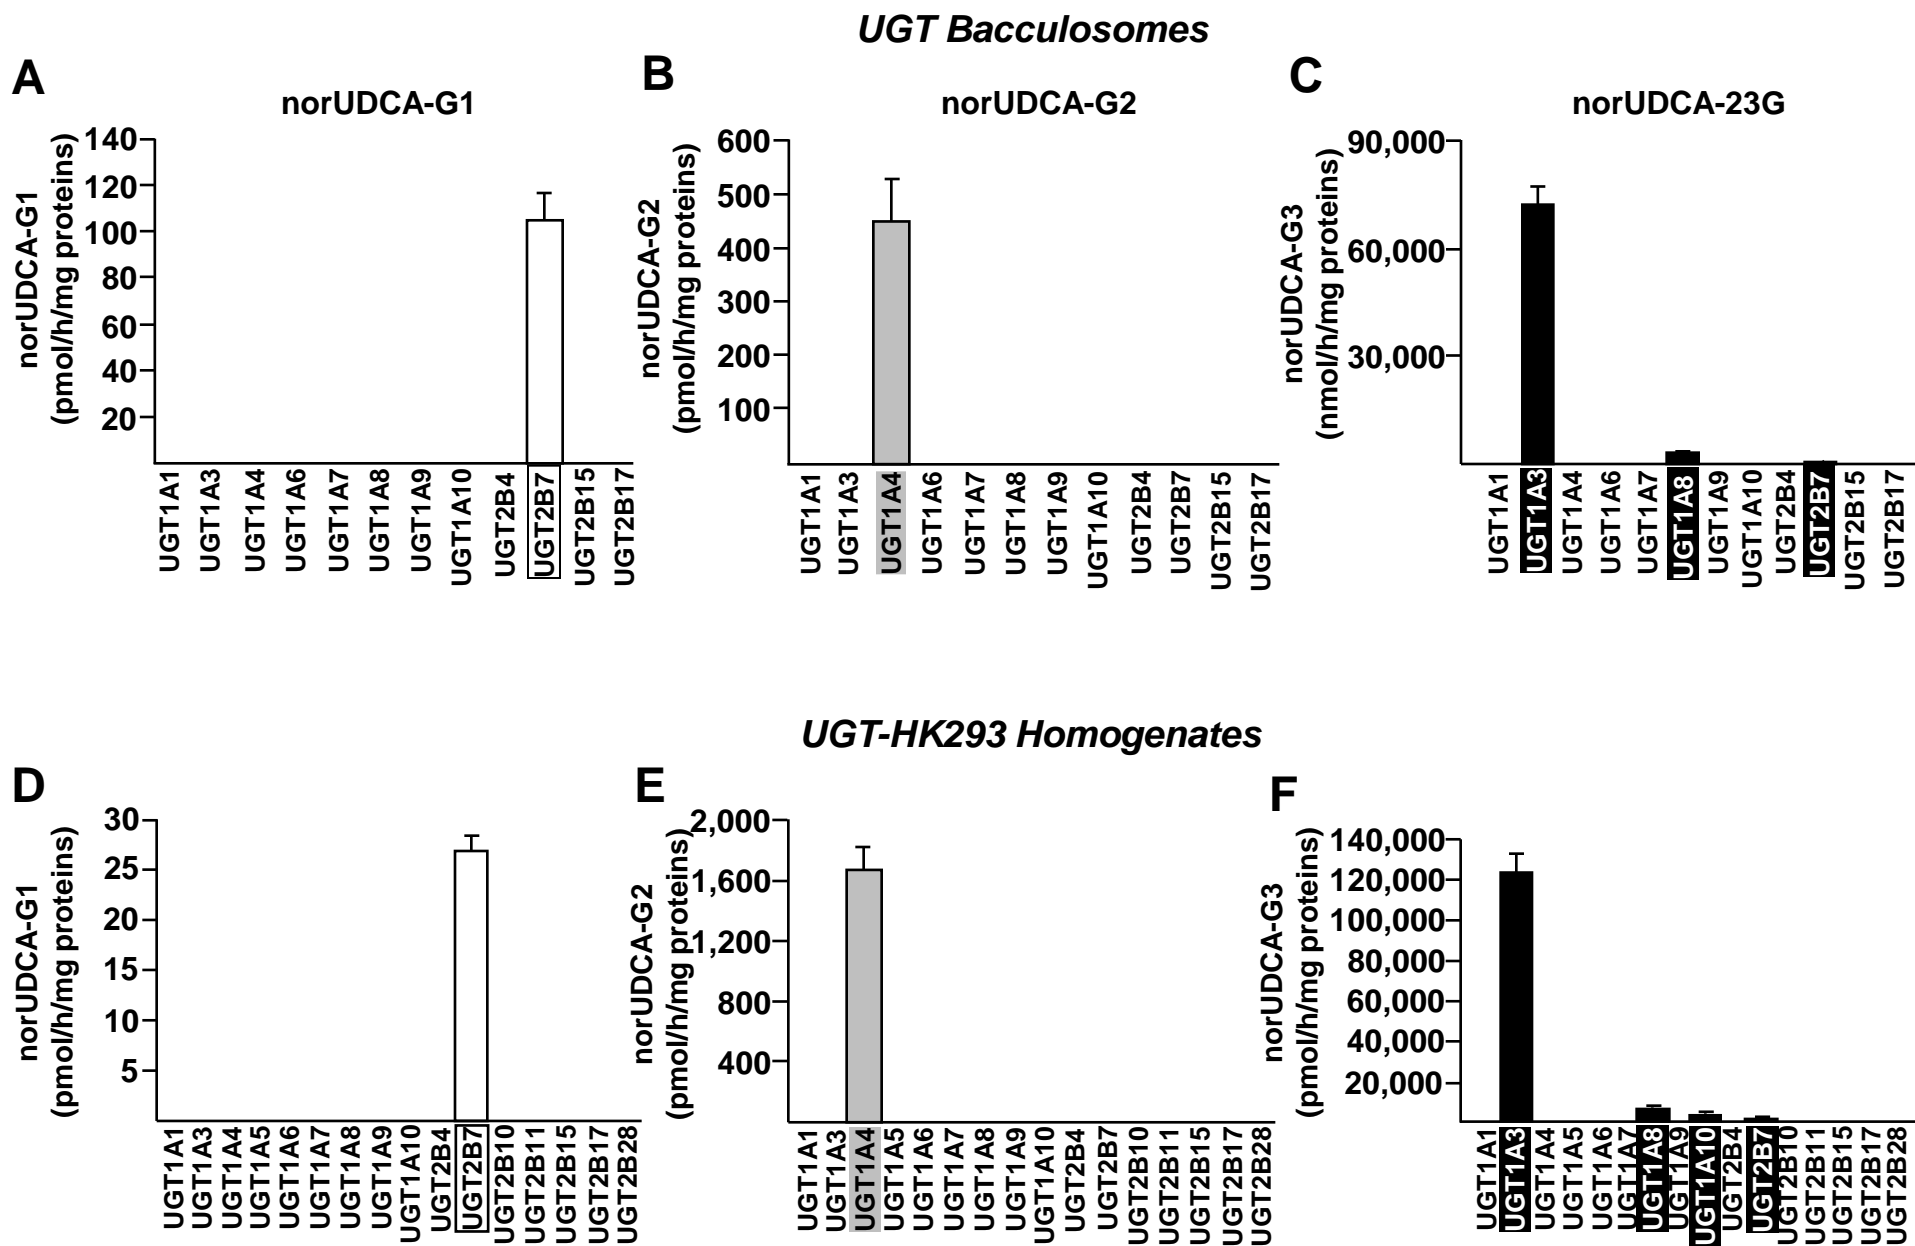 UGT Bacculosomes
A
norUDCA-G1
norUDCA-G1
(pmol/h/mg proteins)
140
120
100
80
60
40
20
UGT1A1
UGT1A3
UGT1A4
UGT1A6
UGT1A7
UGT1A8
UGT1A9
UGT1A10
UGT2B4
UGT2B7
UGT2B15
UGT2B17
B
norUDCA-G2
norUDCA-G2
(pmol/h/mg proteins)
600
500
400
300
200
100
UGT1A1
UGT1A3
UGT1A4
UGT1A6
UGT1A7
UGT1A8
UGT1A9
UGT1A10
UGT2B4
UGT2B7
UGT2B15
UGT2B17
C
norUDCA-23G
norUDCA-G3
(nmol/h/mg proteins)
90,000
60,000
30,000
UGT1A1
UGT1A3
UGT1A4
UGT1A6
UGT1A7
UGT1A8
UGT1A9
UGT1A10
UGT2B4
UGT2B7
UGT2B15
UGT2B17
UGT-HK293 Homogenates
D
norUDCA-G1
(pmol/h/mg proteins)
30
25
20
15
10
5
UGT1A1
UGT1A3
UGT1A4
UGT1A5
UGT1A6
UGT1A7
UGT1A8
UGT1A9
UGT1A10
UGT2B4
UGT2B7
UGT2B10
UGT2B11
UGT2B15
UGT2B17
UGT2B28
E
norUDCA-G2
(pmol/h/mg proteins)
2,000
1,600
1,200
800
400
UGT1A1
UGT1A3
UGT1A4
UGT1A5
UGT1A6
UGT1A7
UGT1A8
UGT1A9
UGT1A10
UGT2B4
UGT2B7
UGT2B10
UGT2B11
UGT2B15
UGT2B17
UGT2B28
F
norUDCA-G3
(pmol/h/mg proteins)
140,000
120,000
100,000
80,000
60,000
40,000
20,000
UGT1A1
UGT1A3
UGT1A4
UGT1A5
UGT1A6
UGT1A7
UGT1A8
UGT1A9
UGT1A10
UGT2B4
UGT2B7
UGT2B10
UGT2B11
UGT2B15
UGT2B17
UGT2B28